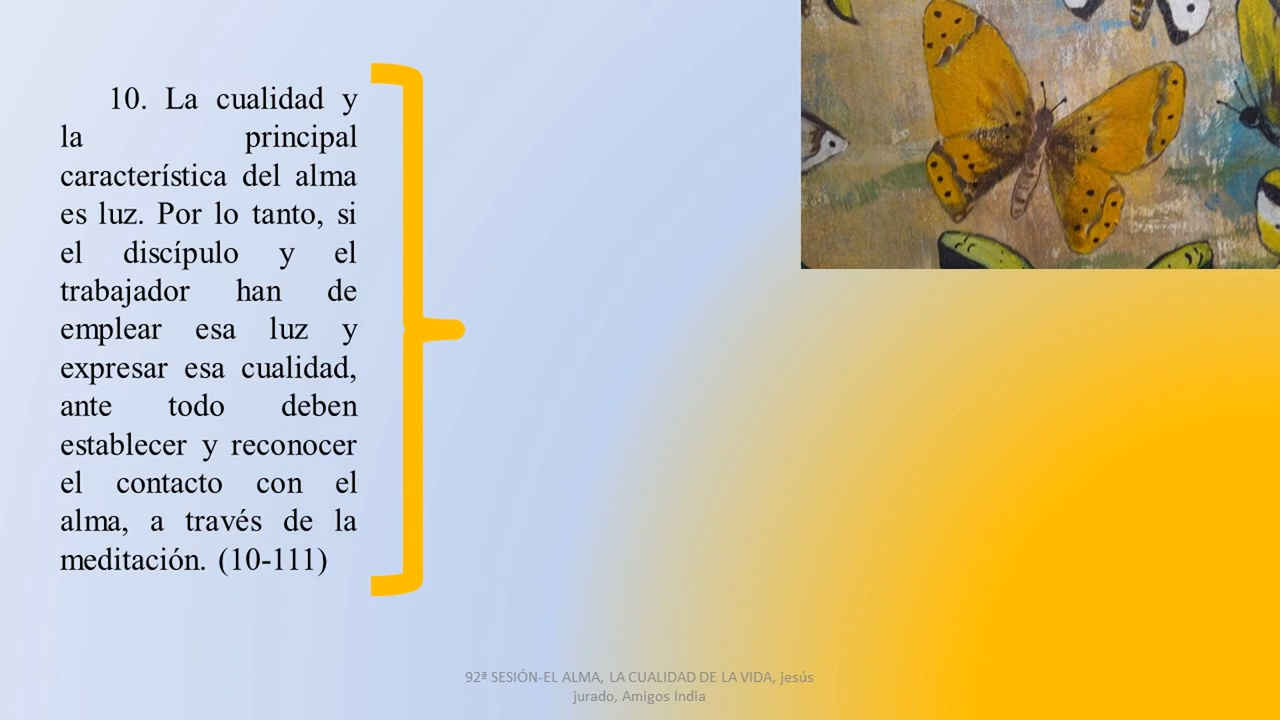 10. La cualidad y
la principal
característica del alma
es luz. Por lo tanto, si
el discípulo y el
trabajador han de
emplear esa luz y
expresar esa cualidad,
ante todo deben
establecer y reconocer
el contacto con el
alma, a través de la
meditación. (10-111)
92ª SESIÓN-EL ALMA, LA CUALIDAD DE LA VIDA, jesús
jurado, Amigos India